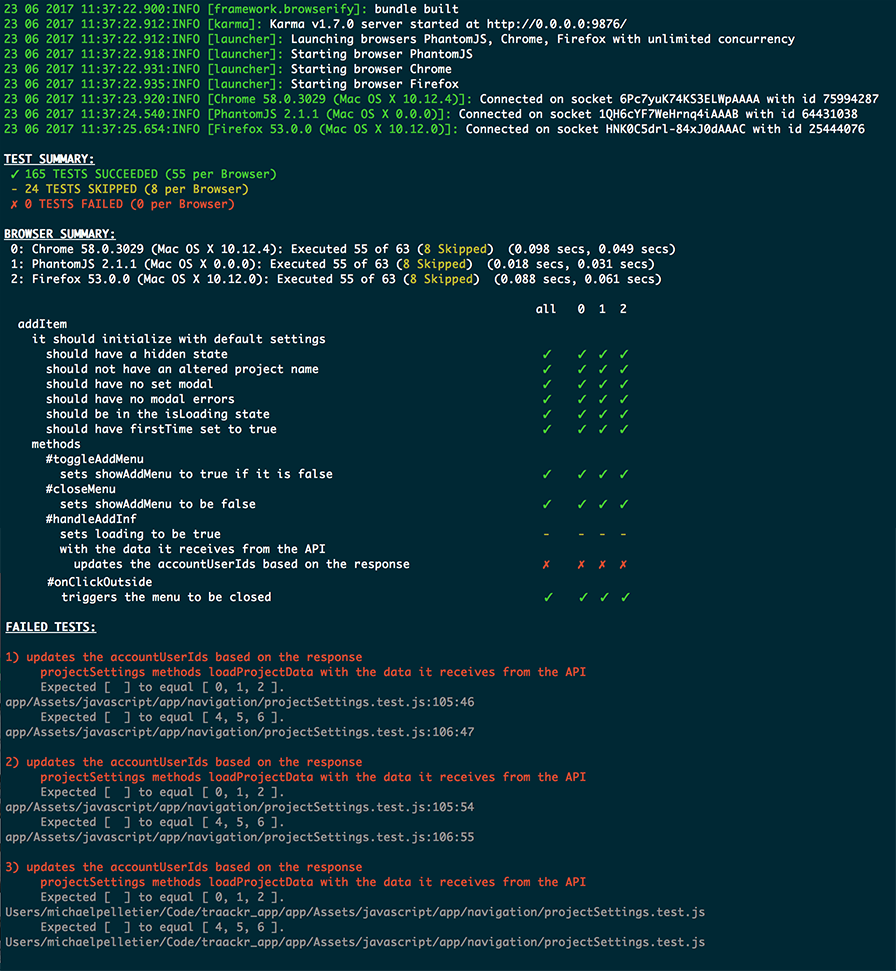 23 06 2017 11:37:22.900:INFO [framework.browserify]: bundle built
23 06 2017 11:37:22.912:INFO [karma]: Karma v1.7.0 server started at http://0.0.0.0:9876/
23 06 2017 11:37:22.912:INFO [launcher]: Launching browsers PhantomJS, Chrome, Firefox with unlimited concurrency
23 06 2017 11:37:22.918:INFO [launcher]: Starting browser PhantomJS
23 06 2017 11:37:22.931:INFO [launcher]: Starting browser Chrome
23 06 2017 11:37:22.935:INFO [launcher]: Starting browser Firefox
23 06 2017 11:37:23.920:INFO [Chrome 58.0.3029 (Mac OS X 10.12.4)]: Connected on socket 6Pc7yuK74KS3ELWpAAAA with id 75994287
23 06 2017 11:37:24.540:INFO [PhantomJS 2.1.1 (Mac OS X 0.0.0)]: Connected on socket 1QH6cYF7WeHrnq4iAAAB with id 64431038
23 06 2017 11:37:25.654:INFO [Firefox 53.0.0 (Mac OS X 10.12.0)]: Connected on socket HNK0C5drl-84xJ0dAAAC with id 25444076
TEST SUMMARY:
✓ 165 TESTS SUCCEEDED (55 per Browser)
- 24 TESTS SKIPPED (8 per Browser)
✗ 0 TESTS FAILED (0 per Browser)
BROWSER SUMMARY:
0: Chrome 58.0.3029 (Mac OS X 10.12.4): Executed 55 of 63 (8 Skipped) (0.098 secs, 0.049 secs)
1: PhantomJS 2.1.1 (Mac OS X 0.0.0): Executed 55 of 63 (8 Skipped) (0.018 secs, 0.031 secs)
2: Firefox 53.0.0 (Mac OS X 10.12.0): Executed 55 of 63 (8 Skipped) (0.088 secs, 0.061 secs)
all 0 1 2
addItem
it should initialize with default settings
should have a hidden state ✓ ✓ ✓ ✓
should not have an altered project name ✓ ✓ ✓ ✓
should have no set modal ✓ ✓ ✓ ✓
should have no modal errors ✓ ✓ ✓ ✓
should be in the isLoading state ✓ ✓ ✓ ✓
should have firstTime set to true ✓ ✓ ✓ ✓
methods
#toggleAddMenu
sets showAddMenu to true if it is false ✓ ✓ ✓ ✓
#closeMenu
sets showAddMenu to be false ✓ ✓ ✓ ✓
#handleAddInf
sets loading to be true - - - -
with the data it receives from the API
updates the accountUserIds based on the response ✗ ✗ ✗ ✗
#onClickOutside
triggers the menu to be closed ✓ ✓ ✓ ✓
FAILED TESTS:
1) updates the accountUserIds based on the response
projectSettings methods loadProjectData with the data it receives from the API
Expected [  ] to equal [ 0, 1, 2 ].
app/Assets/javascript/app/navigation/projectSettings.test.js:105:46
Expected [  ] to equal [ 4, 5, 6 ].
app/Assets/javascript/app/navigation/projectSettings.test.js:106:47
2) updates the accountUserIds based on the response
projectSettings methods loadProjectData with the data it receives from the API
Expected [  ] to equal [ 0, 1, 2 ].
app/Assets/javascript/app/navigation/projectSettings.test.js:105:54
Expected [  ] to equal [ 4, 5, 6 ].
app/Assets/javascript/app/navigation/projectSettings.test.js:106:55
3) updates the accountUserIds based on the response
projectSettings methods loadProjectData with the data it receives from the API
Expected [  ] to equal [ 0, 1, 2 ].
Users/michaelpelletier/Code/traackr_app/app/Assets/javascript/app/navigation/projectSettings.test.js
Expected [  ] to equal [ 4, 5, 6 ].
Users/michaelpelletier/Code/traackr_app/app/Assets/javascript/app/navigation/projectSettings.test.js